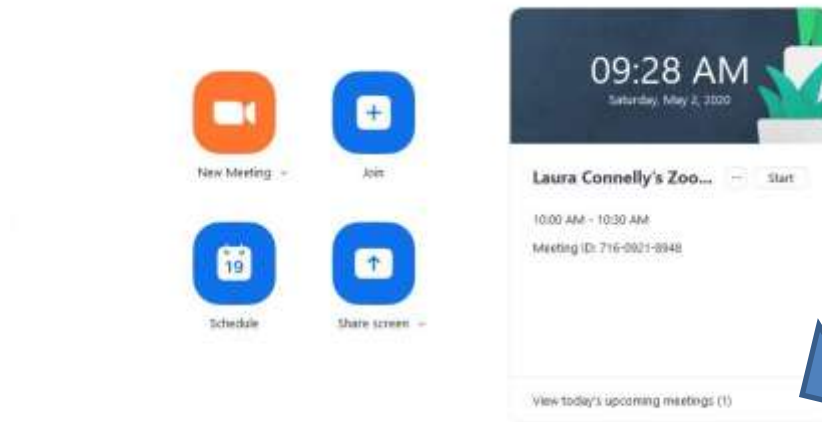 09:28 AM
Saturday, May 2, 2020
New Meeting
Join
Laura Connelly's Zoo...
Start
10:00 AM - 10:30 AM
Meeting ID: 716-0921-8948
19
Schedule
Share screen
View today's upcoming meetings (1)